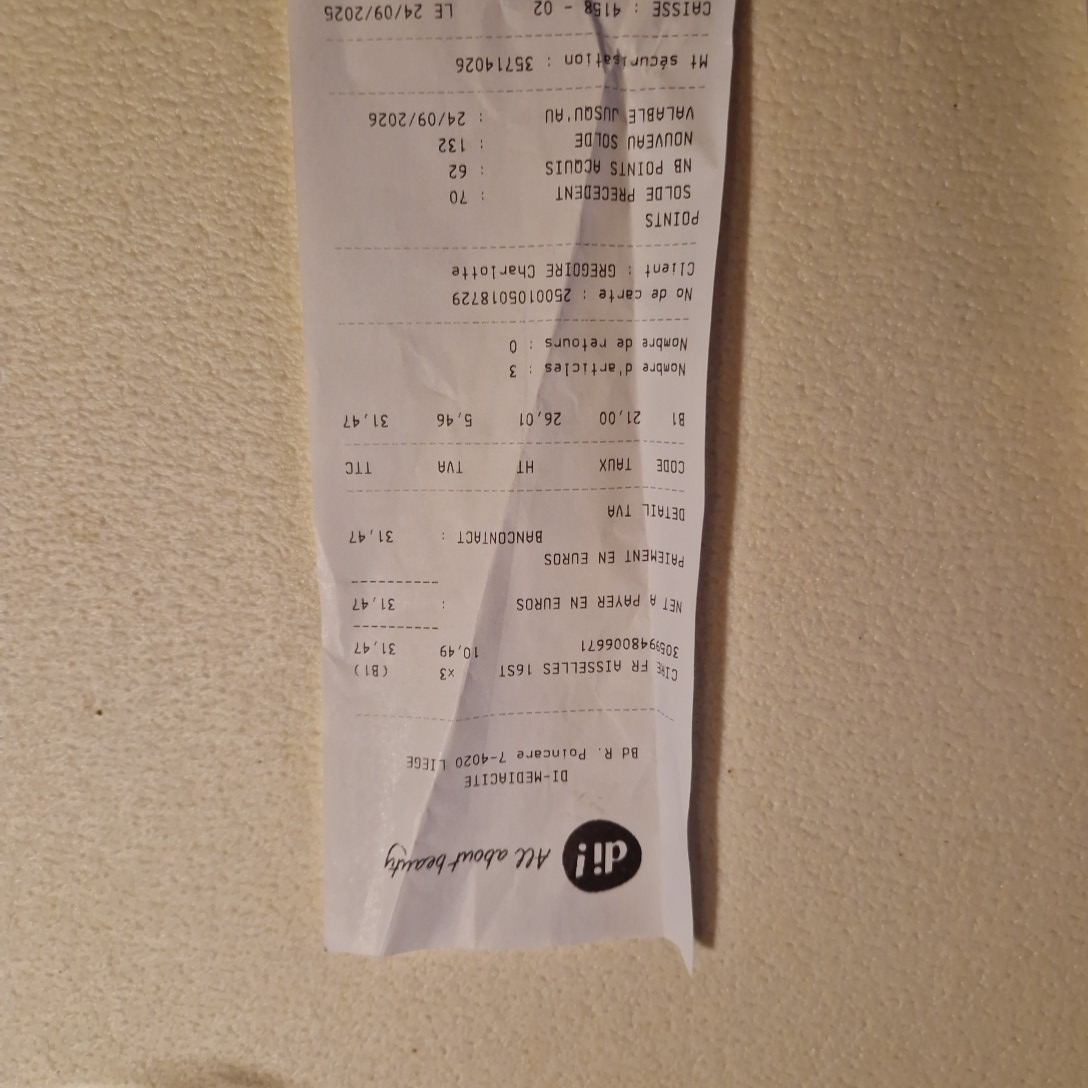 di! All about beauty
DI-MEDIACITE
Bd R. Poincare 7-4020 LIEGE
CIRE FR AISSELLES 16ST x3 (B1)
3059948006671 10,49 31,47
NET A PAYER EN EUROS : 31,47
PAIEMENT EN EUROS
BANCONTACT : 31,47
DETAIL TVA
CODE TAUX HT TVA TTC
B1 21,00 26,01 5,46 31,47
Nombre d'articles : 3
Nombre de retours : 0
No de carte : 2500105018729
Client : GREGOIRE Charlotte
POINTS
SOLDE PRECEDENT : 70
NB POINTS ACQUIS : 62
NOUVEAU SOLDE : 132
VALABLE JUSQU'AU : 24/09/2026
Mt sécurisation : 35714026
CAISSE : 4158 - 02 LE 24/09/2025